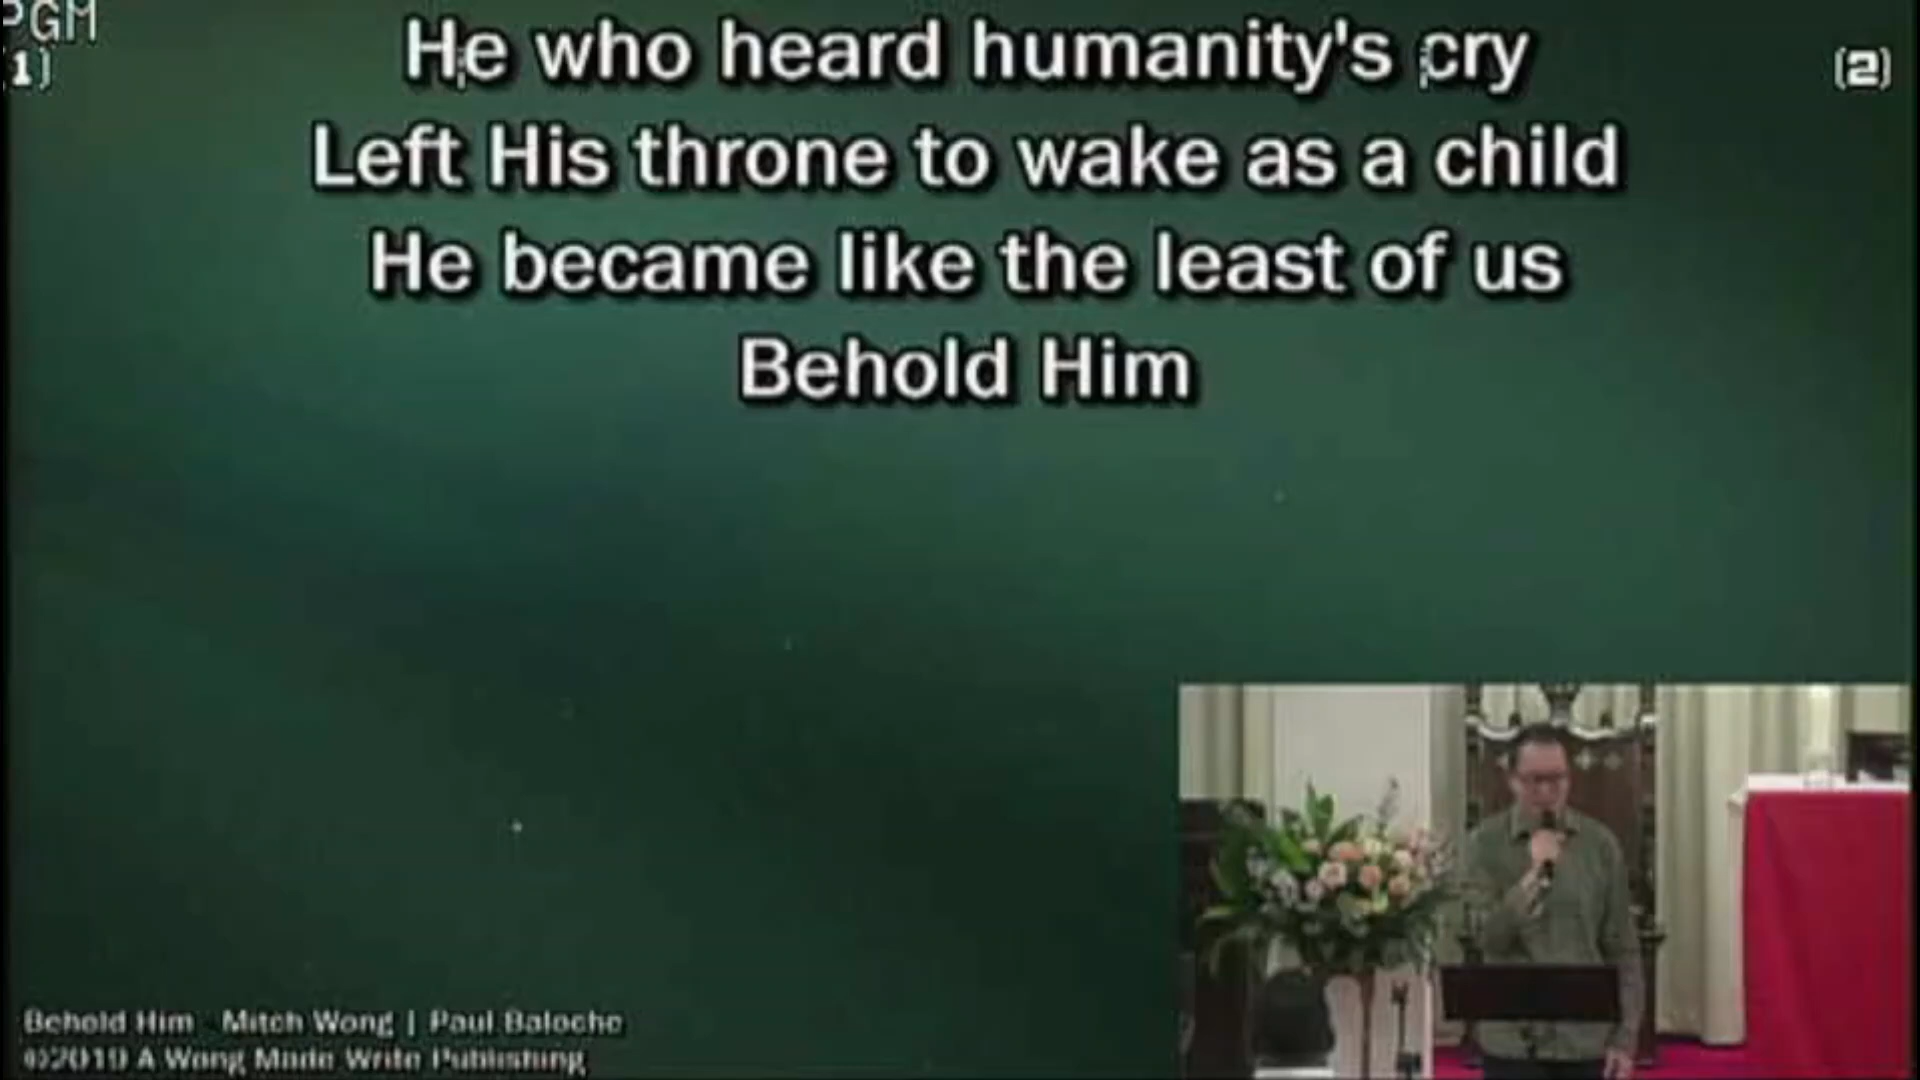 PGM
(1)
(2)
He who heard humanity's cry
Left His throne to wake as a child
He became like the least of us
Behold Him
Behold Him - Mitch Wong | Paul Baloche
©2019 A Wong Made Write Publishing